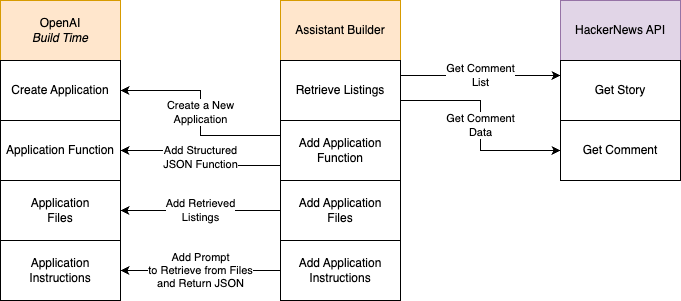 OpenAI
Build Time
Assistant Builder
HackerNews API
Create Application
Retrieve Listings
Get Story
Get Comment
List
Create a New
Application
Get Comment
Data
Application Function
Add Structured
JSON Function
Add Application
Function
Get Comment
Application
Files
Add Retrieved
Listings
Add Application
Files
Application
Instructions
Add Prompt
to Retrieve from Files
and Return JSON
Add Application
Instructions